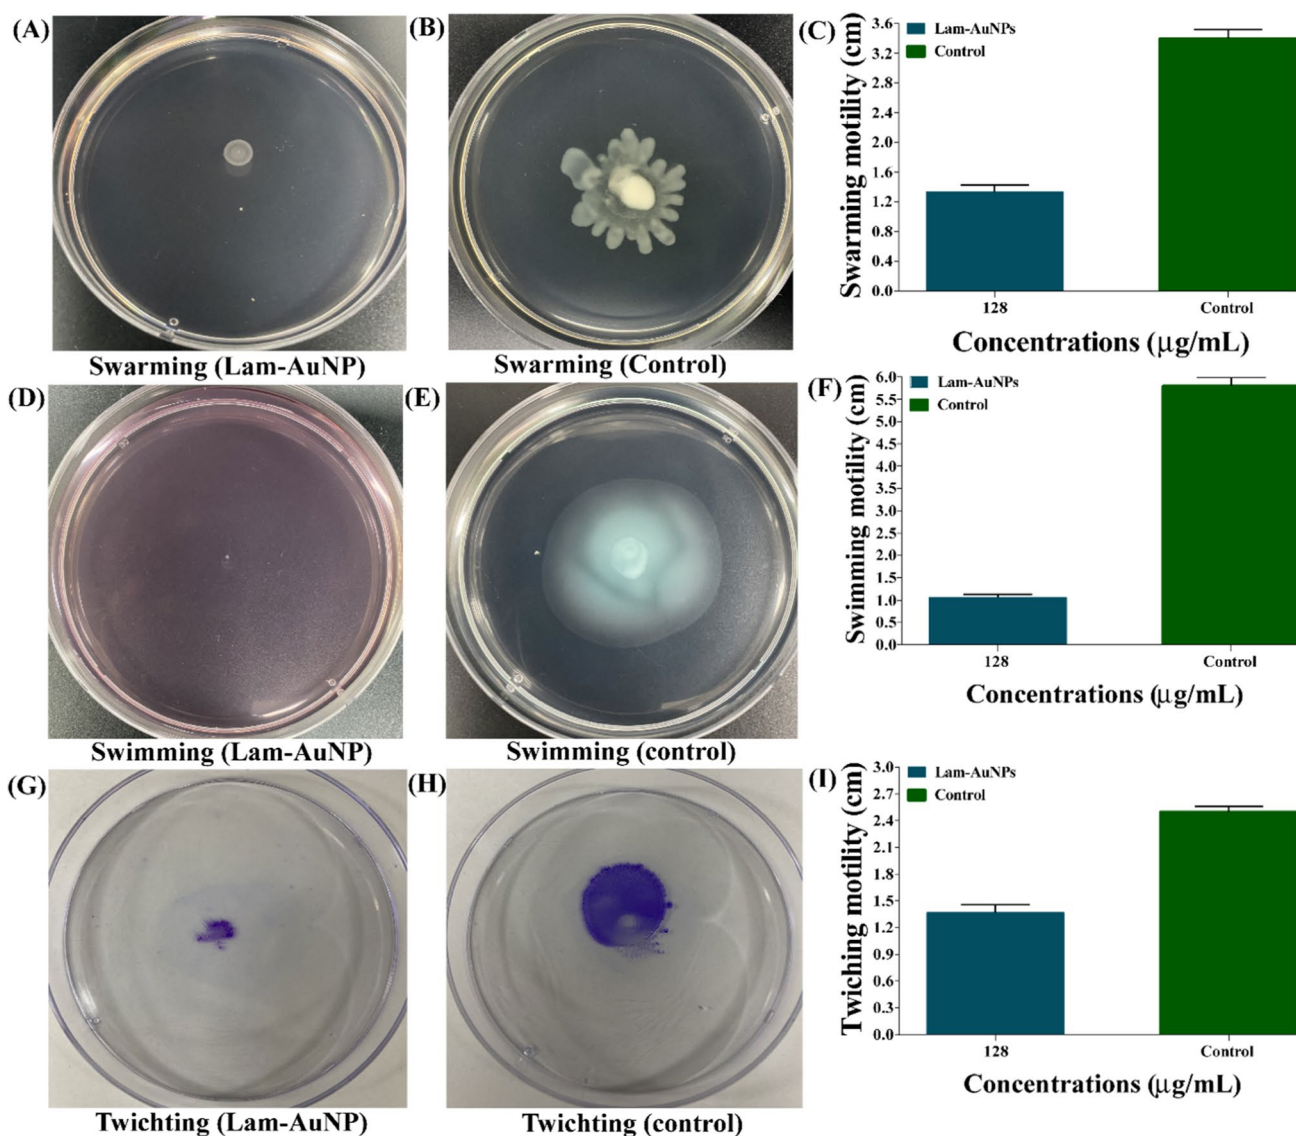 (A)
Swarming (Lam-AuNP)
(B)
Swarming (Control)
(C)
Swarming motility (cm)
3.6
3.2
2.8
2.4
2.0
1.6
1.2
0.8
0.4
0.0
Lam-AuNPs
Control
128
Control
Concentrations (µg/mL)
(D)
Swimming (Lam-AuNP)
(E)
Swimming (control)
(F)
Swimming motility (cm)
6.0
5.5
5.0
4.5
4.0
3.5
3.0
2.5
2.0
1.5
1.0
0.5
0.0
Lam-AuNPs
Control
128
Control
Concentrations (µg/mL)
(G)
Twichting (Lam-AuNP)
(H)
Twichting (control)
(I)
Twiching motility (cm)
3.0
2.7
2.4
2.1
1.8
1.5
1.2
0.9
0.6
0.3
0.0
Lam-AuNPs
Control
128
Control
Concentrations (µg/mL)